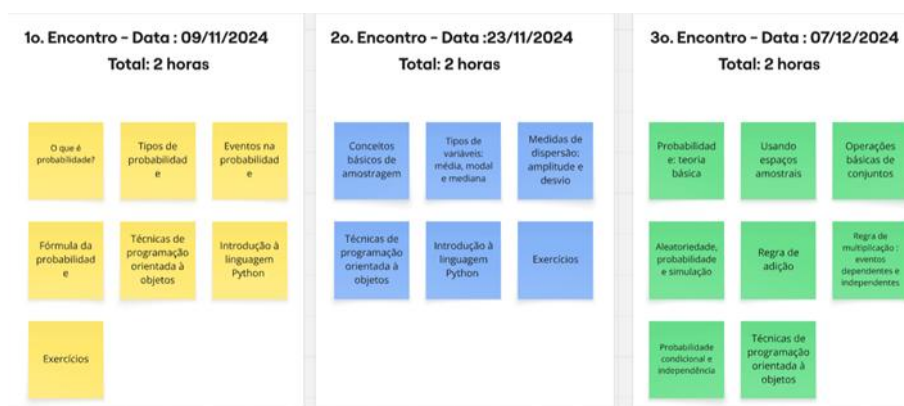 1o. Encontro - Data : 09/11/2024
Total: 2 horas
O que é
probabilidade?
Tipos de
probabilidad
e
Eventos na
probabilidad
e
Fórmula da
probabilidad
e
Técnicas de
programação
orientada à
objetos
Introdução à
linguagem
Python
Exercícios
2o. Encontro - Data :23/11/2024
Total: 2 horas
Conceitos
básicos de
amostragem
Tipos de
variáveis:
média, modal
e mediana
Medidas de
dispersão:
amplitude e
desvio
Técnicas de
programação
orientada à
objetos
Introdução à
linguagem
Python
Exercícios
3o. Encontro - Data : 07/12/2024
Total: 2 horas
Probabilidad
e: teoria
básica
Usando
espaços
amostrais
Operações
básicas de
conjuntos
Aleatoriedade,
probabilidade
e simulação
Regra de
adição
Regra de
multiplicação :
eventos
dependentes e
independentes
Probabilidade
condicional e
independência
Técnicas de
programação
orientada à
objetos